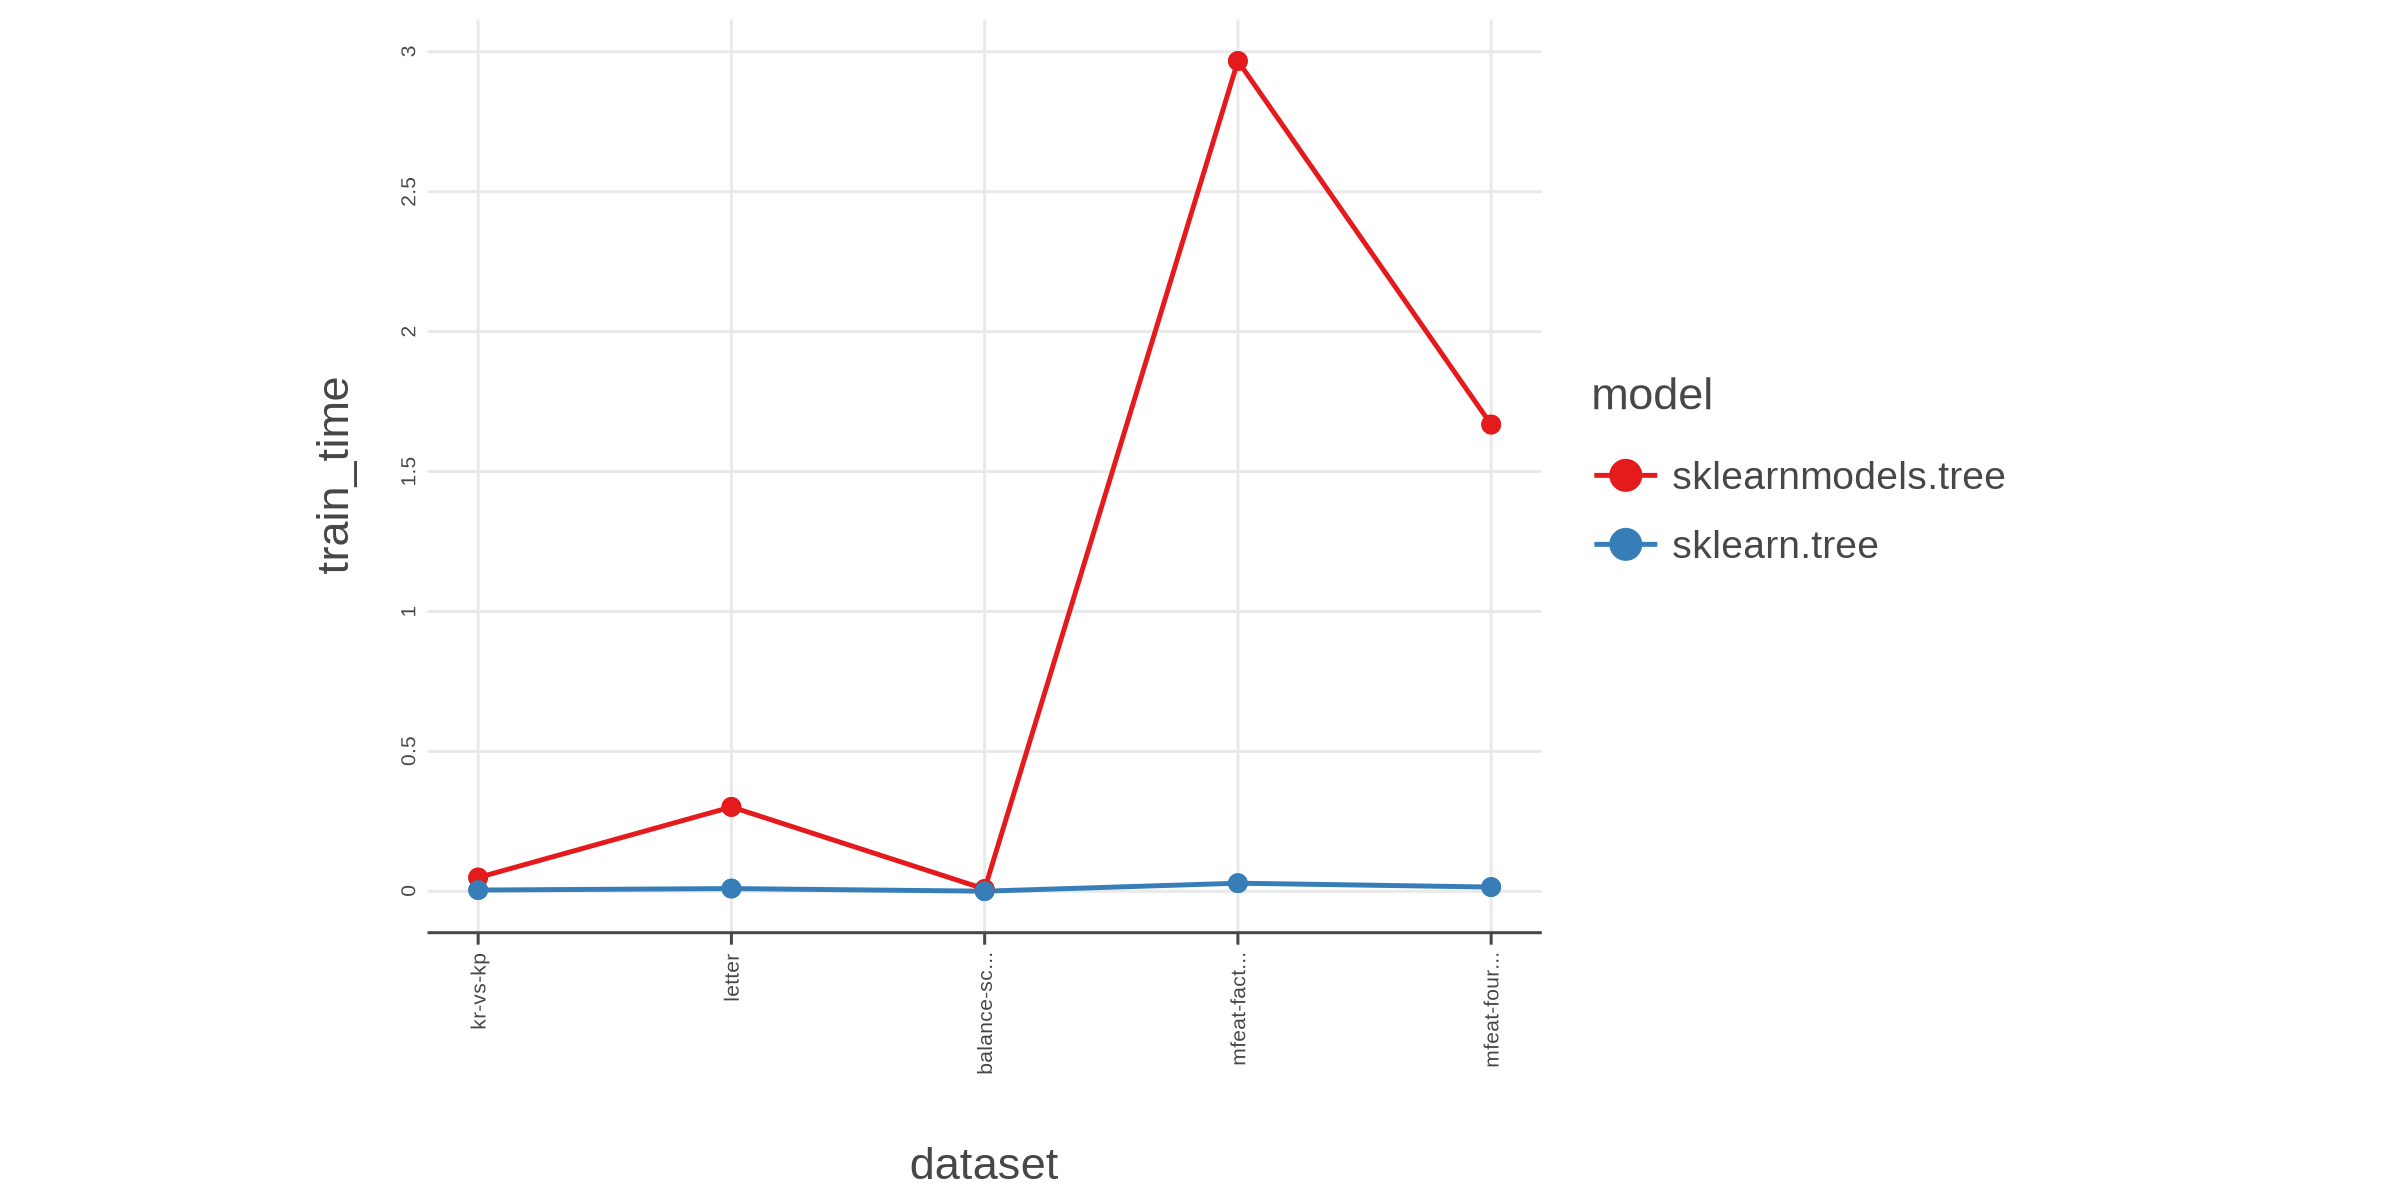 train_time
3
2.5
2
1.5
1
0.5
0
kr-vs-kp
letter
balance-sc...
mfeat-fact...
mfeat-four...
dataset
model
sklearnmodels.tree
sklearn.tree